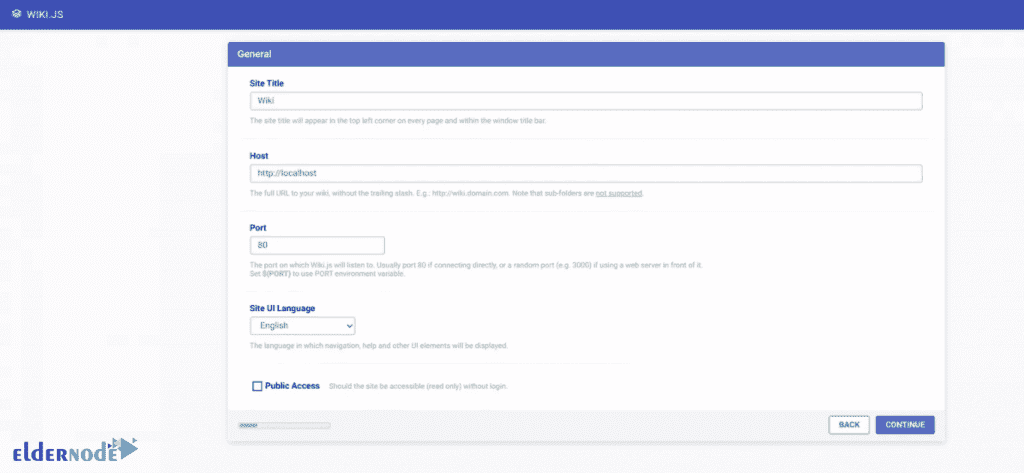 WIKI.JS
General
Site Title
Wiki
The site title will appear in the top left corner on every page and within the window title bar.
Host
http://localhost
The full URL to your wiki, without the trailing slash. E.g.: http://wiki.domain.com. Note that sub-folders are not supported.
Port
80
The port on which Wiki.js will listen to. Usually port 80 if connecting directly, or a random port (e.g. 3000) if using a web server in front of it.
Set $(PORT) to use PORT environment variable.
Site UI Language
English
The language in which navigation, help and other UI elements will be displayed.
Public Access Should the site be accessible (read only) without login.
BACK CONTINUE
elderNode